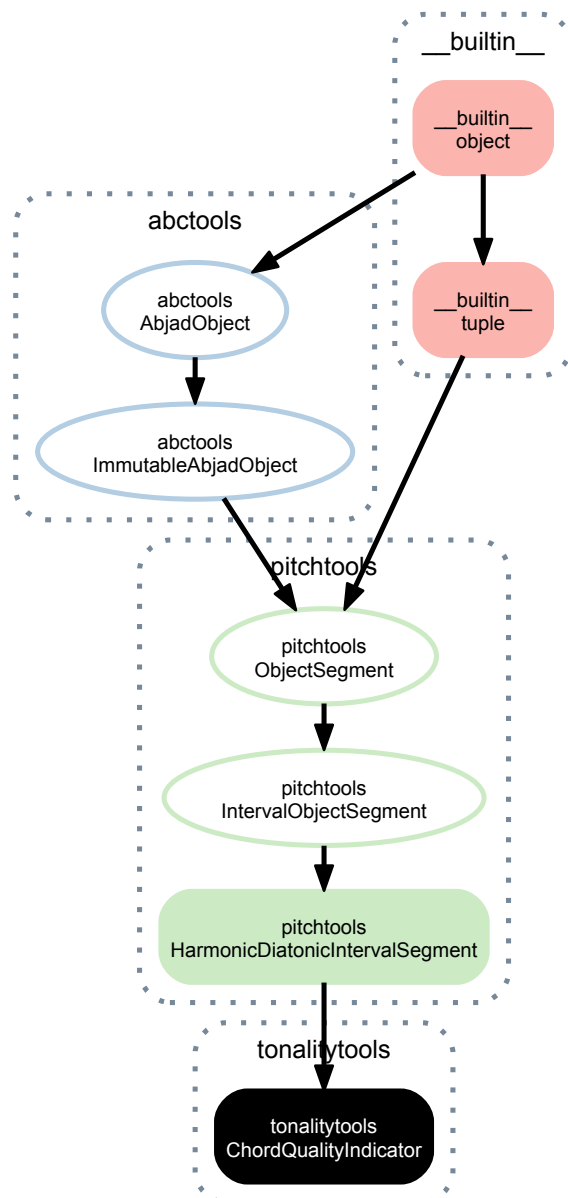 __builtin__
__builtin__
object
abctools
abctools
AbjadObject
__builtin__
tuple
abctools
ImmutableAbjadObject
pitchtools
pitchtools
ObjectSegment
pitchtools
IntervalObjectSegment
pitchtools
HarmonicDiatonicIntervalSegment
tonalitytools
tonalitytools
ChordQualityIndicator